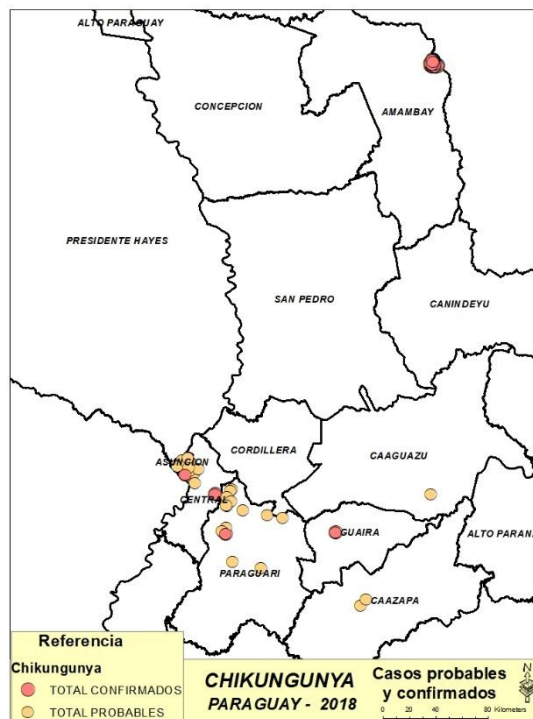 ALTO PARAGUAY
CONCEPCION
AMAMBAY
PRESIDENTE HAYES
SAN PEDRO
CANINDEYU
CORDILLERA
ASUNCION
CAAGUAZU
CENTRAL
GUAIRA
ALTO PARANA
PARAGUARI
CAAZAPA
Referencia
Chikungunya
TOTAL CONFIRMADOS
TOTAL PROBABLES
CHIKUNGUNYA
PARAGUAY - 2018
Casos probables
y confirmados
0 20 40 80 Kilometers